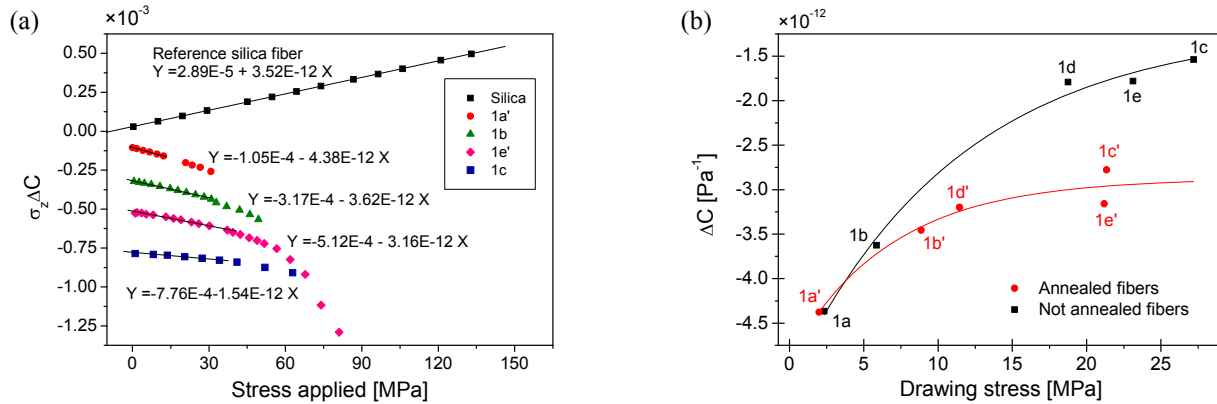 (a)
×10⁻³
0.50
0.25
0.00
-0.25
-0.50
-0.75
-1.00
-1.25
σzΔC
Reference silica fiber
Y =2.89E-5 + 3.52E-12 X
Silica
1a'
1b
1e'
1c
Y =-1.05E-4 - 4.38E-12 X
Y =-3.17E-4 - 3.62E-12 X
Y =-5.12E-4 - 3.16E-12 X
Y =-7.76E-4-1.54E-12 X
0 30 60 90 120 150
Stress applied [MPa]
(b)
×10⁻¹²
-1.5
-2.0
-2.5
-3.0
-3.5
-4.0
-4.5
ΔC [Pa⁻¹]
1c
1d
1e
1c'
1d'
1e'
1b
1b'
1a'
1a
Annealed fibers
Not annealed fibers
0 5 10 15 20 25
Drawing stress [MPa]